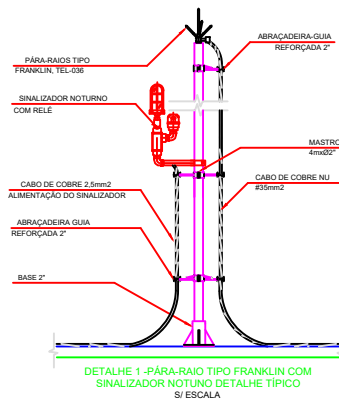 ABRAÇADEIRA-GUIA
REFORÇADA 2"
PÁRA-RAIOS TIPO
FRANKLIN, TEL-036
SINALIZADOR NOTURNO
COM RELÉ
MASTRO
4mxØ2"
CABO DE COBRE 2,5mm2
ALIMENTAÇÃO DO SINALIZADOR
CABO DE COBRE NU
#35mm2
ABRAÇADEIRA GUIA
REFORÇADA 2"
BASE 2"
DETALHE 1 -PÁRA-RAIO TIPO FRANKLIN COM
SINALIZADOR NOTUNO DETALHE TÍPICO
S/ ESCALA